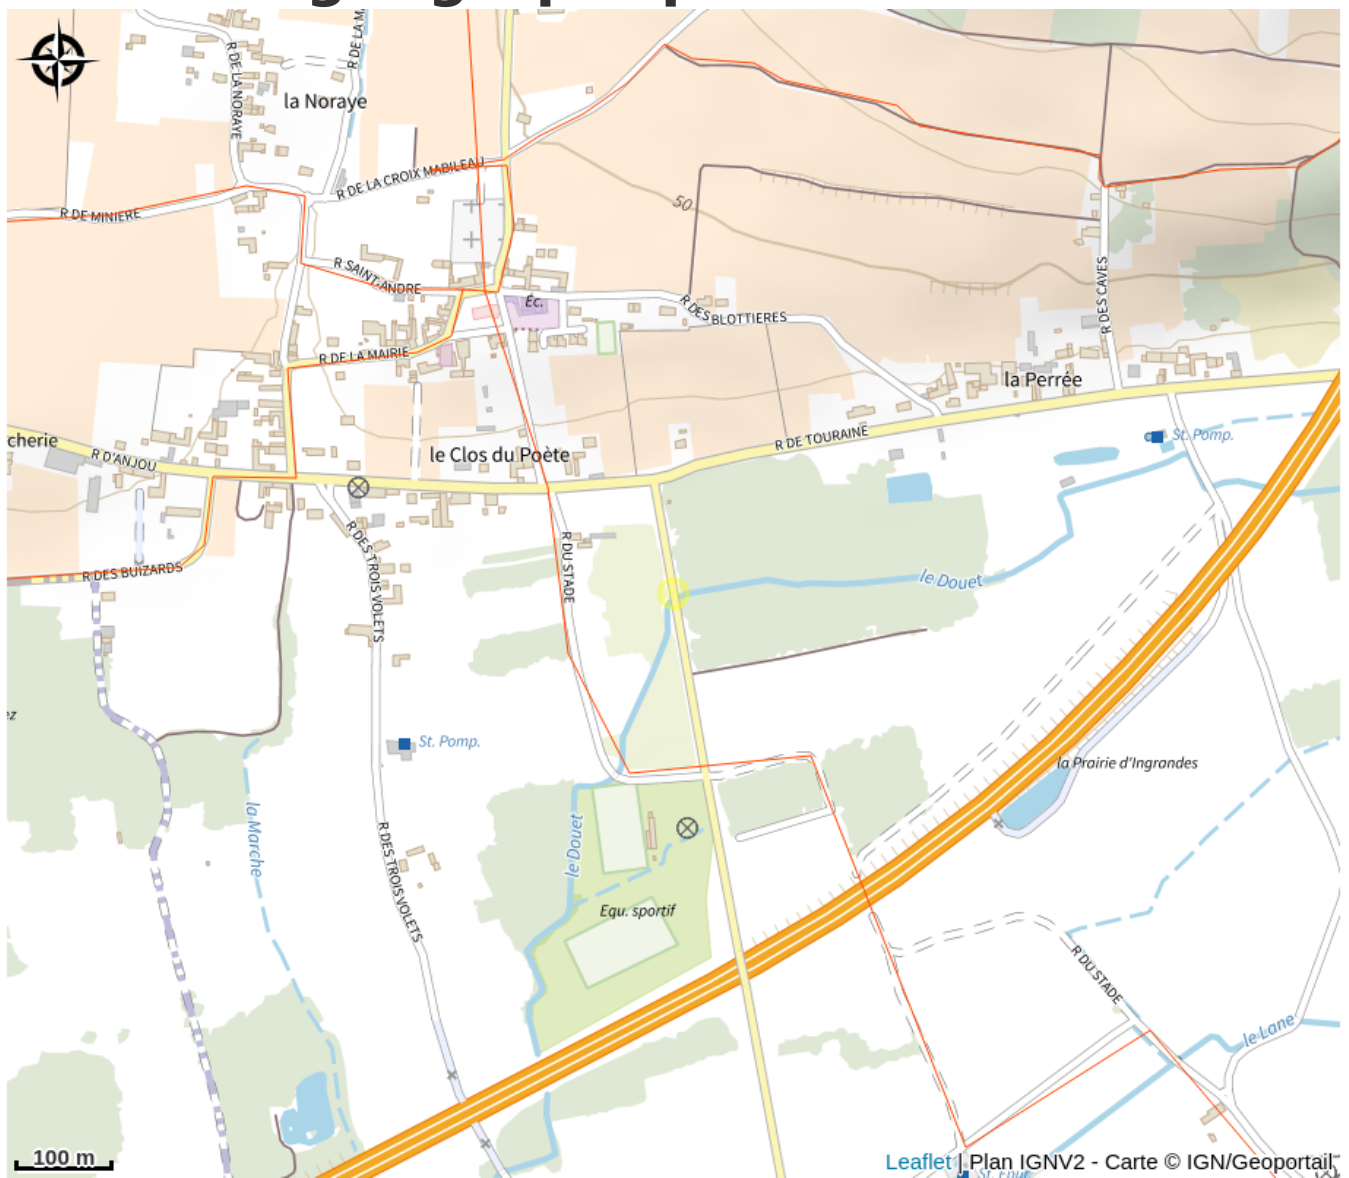 R DE LA NORAYE
R DE LA M
la Noraye
R DE LA CROIX MABILEAU
R DE MINIERE
50
R SAINT-ANDRE
Éc.
R DES BLOTTIERES
R DES CAVES
R DE LA MAIRIE
la Perrée
cherie
R D'ANJOU
le Clos du Poète
R DE TOURAINE
St. Pomp.
R DES TROIS VOLETS
R DU STADE
R DES BUIZARDS
le Douet
ez
St. Pomp.
la Prairie d'Ingrandes
la Marche
R DES TROIS VOLETS
le Douet
Equ. sportif
R DU STADE
le Lane
100 m
St. Epur.
Leaflet | Plan IGNV2 - Carte © IGN/Geoportail